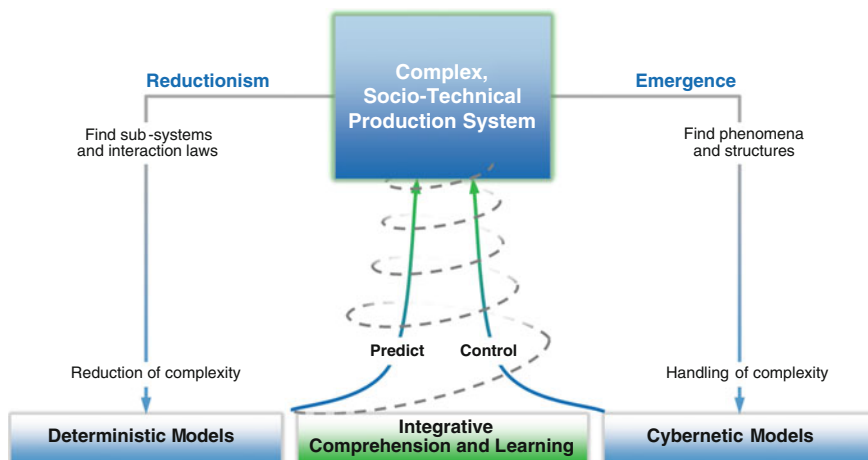 Complex,
Socio-Technical
Production System
Reductionism
Emergence
Find sub-systems
and interaction laws
Find phenomena
and structures
Predict
Control
Reduction of complexity
Handling of complexity
Deterministic Models
Integrative
Comprehension and Learning
Cybernetic Models